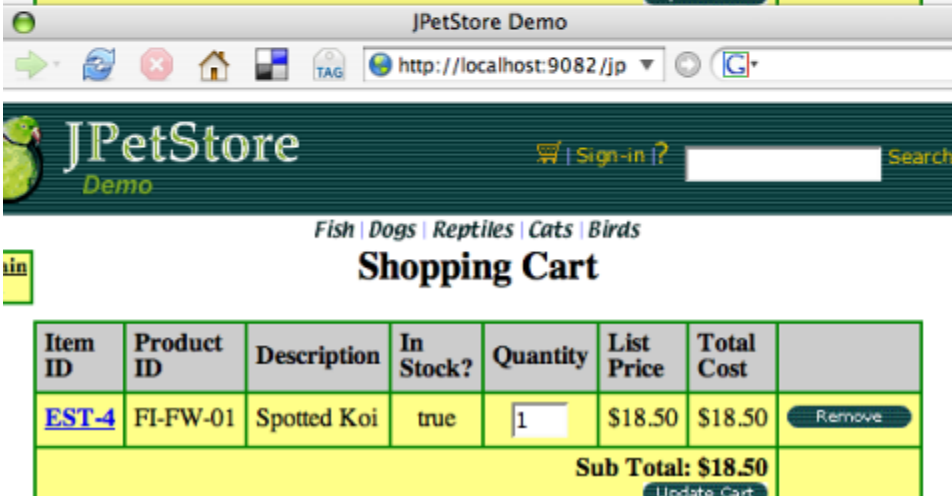 JPetStore Demo
TAG http://localhost:9082/jp G
JPetStore
Demo
| Sign-in | ? Search
Fish | Dogs | Reptiles | Cats | Birds
Shopping Cart
Item ID Product ID Description In Stock? Quantity List Price Total Cost
EST-4 FI-FW-01 Spotted Koi true 1 $18.50 $18.50 Remove
Sub Total: $18.50
Update Cart